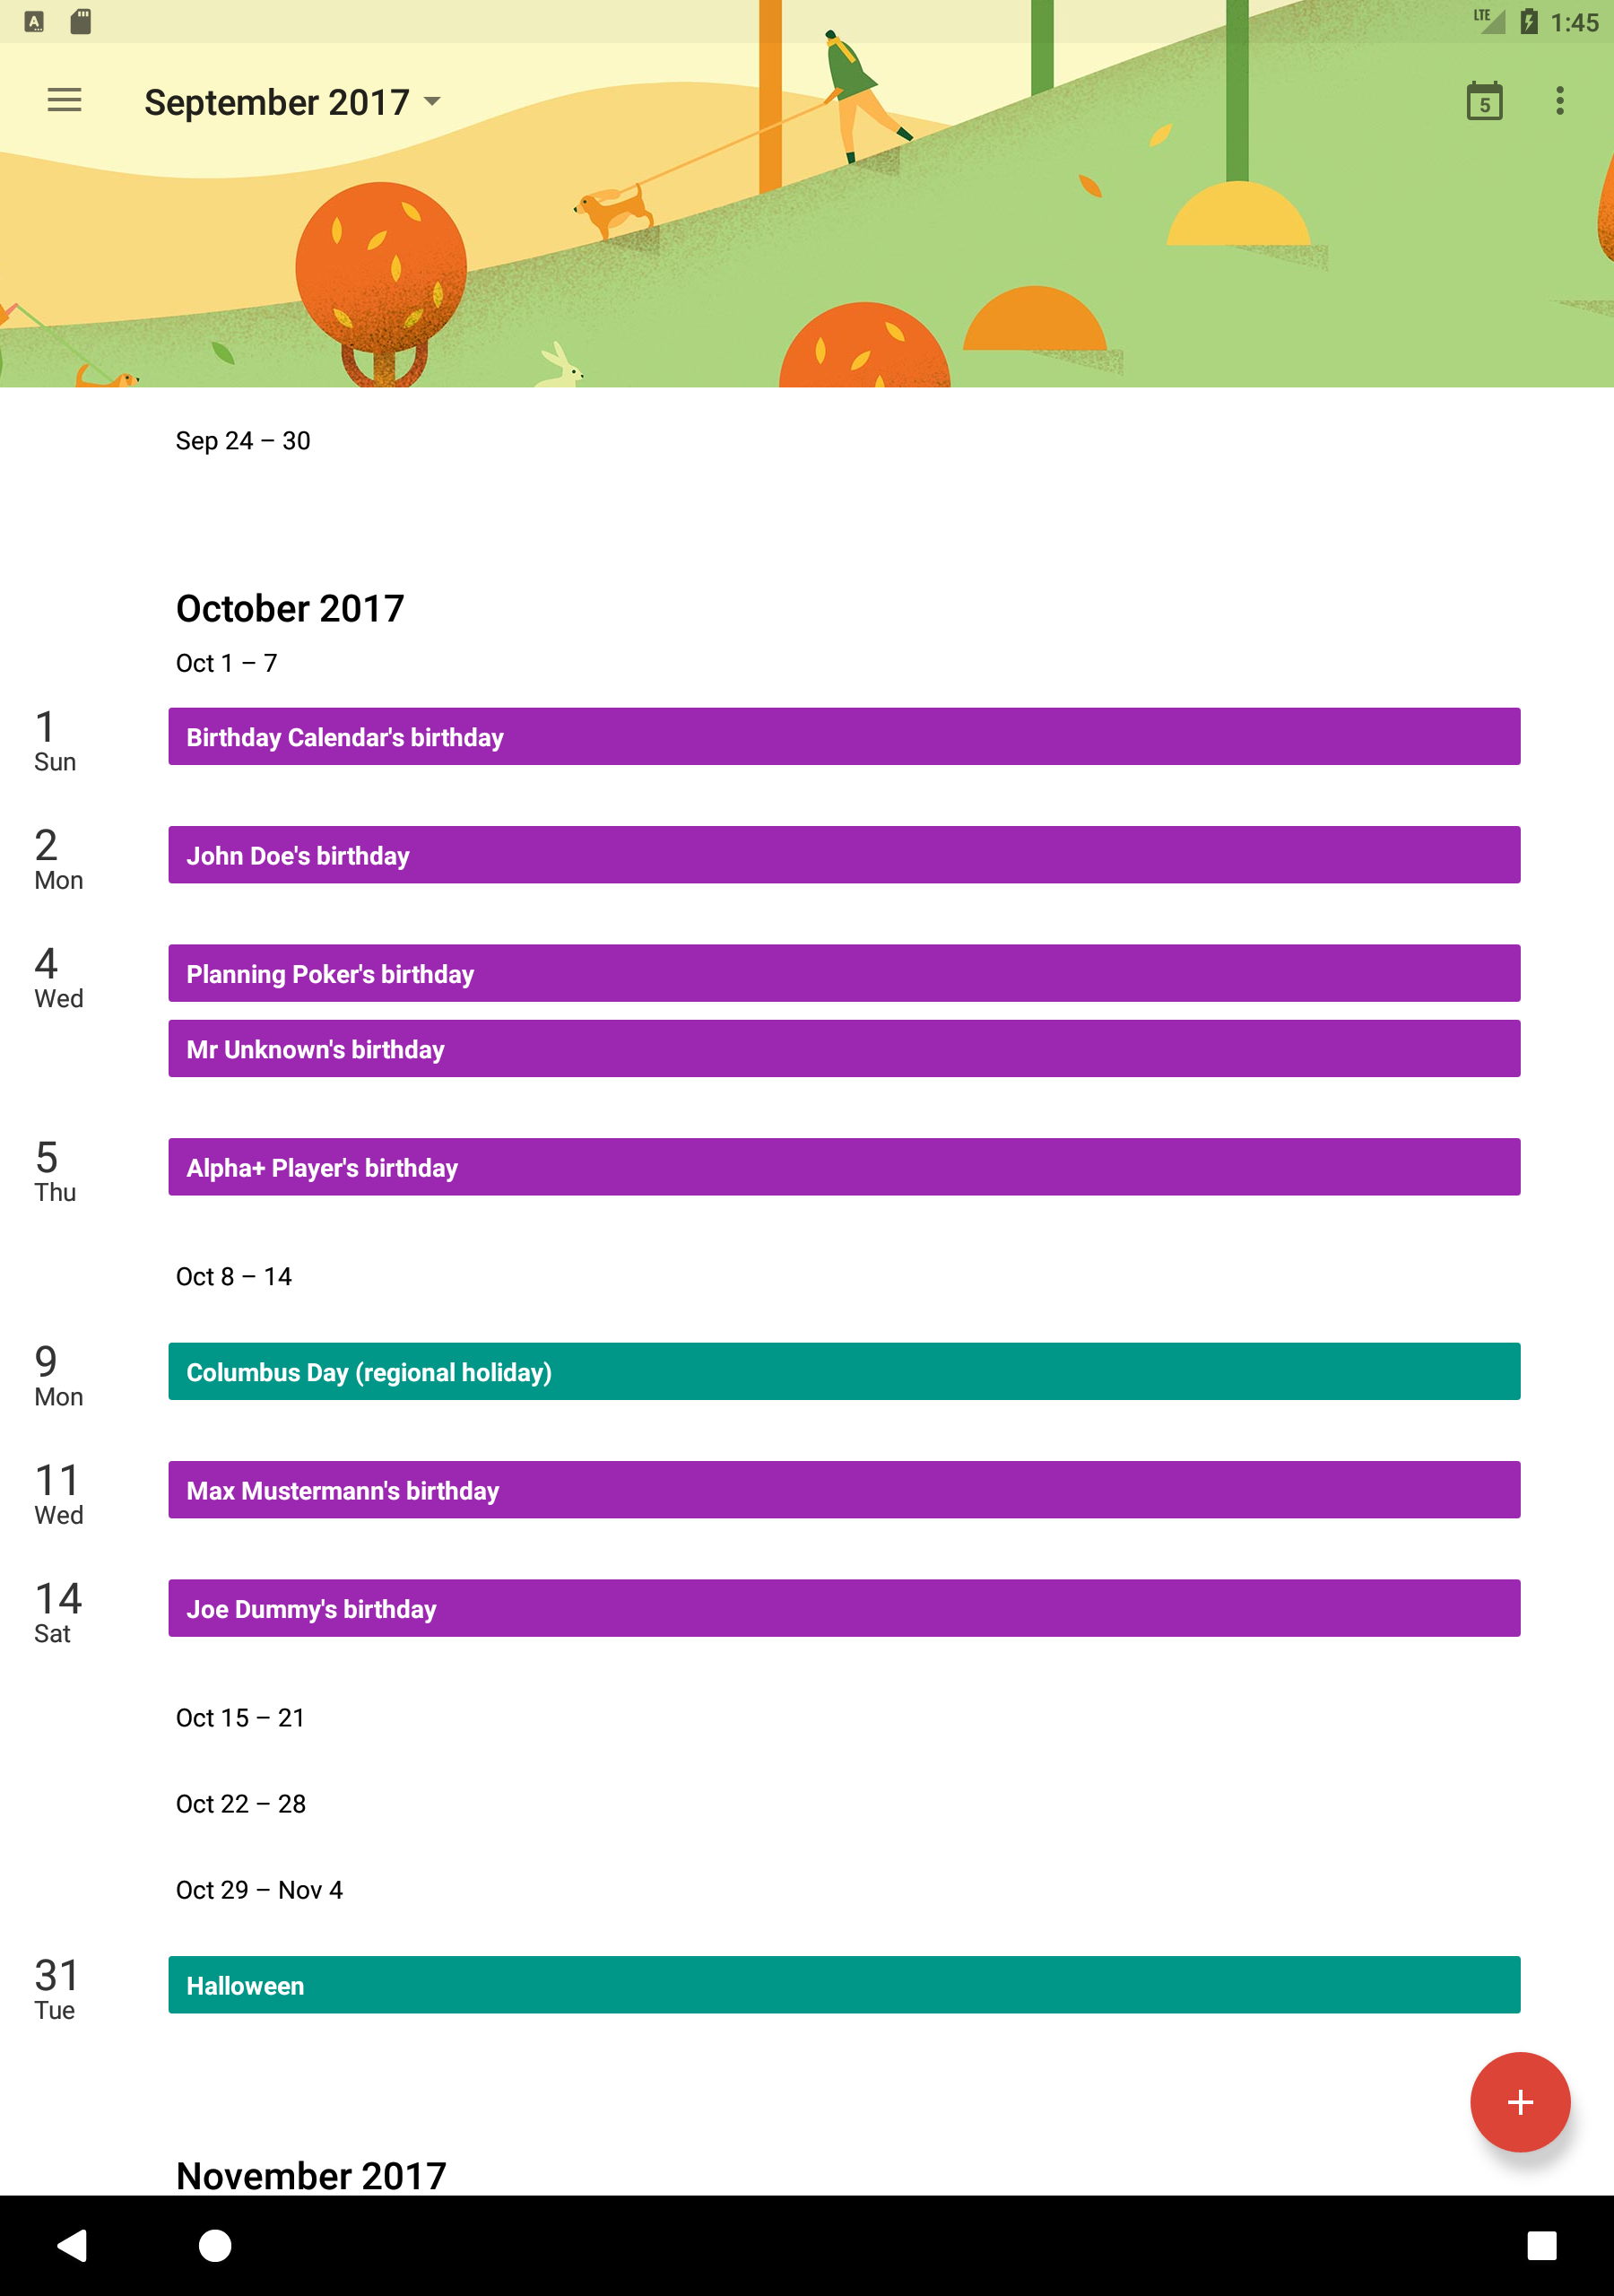 A
LTE
1:45
September 2017
5
Sep 24 – 30
October 2017
Oct 1 – 7
1
Sun
Birthday Calendar's birthday
2
Mon
John Doe's birthday
4
Wed
Planning Poker's birthday
Mr Unknown's birthday
5
Thu
Alpha+ Player's birthday
Oct 8 – 14
9
Mon
Columbus Day (regional holiday)
11
Wed
Max Mustermann's birthday
14
Sat
Joe Dummy's birthday
Oct 15 – 21
Oct 22 – 28
Oct 29 – Nov 4
31
Tue
Halloween
November 2017